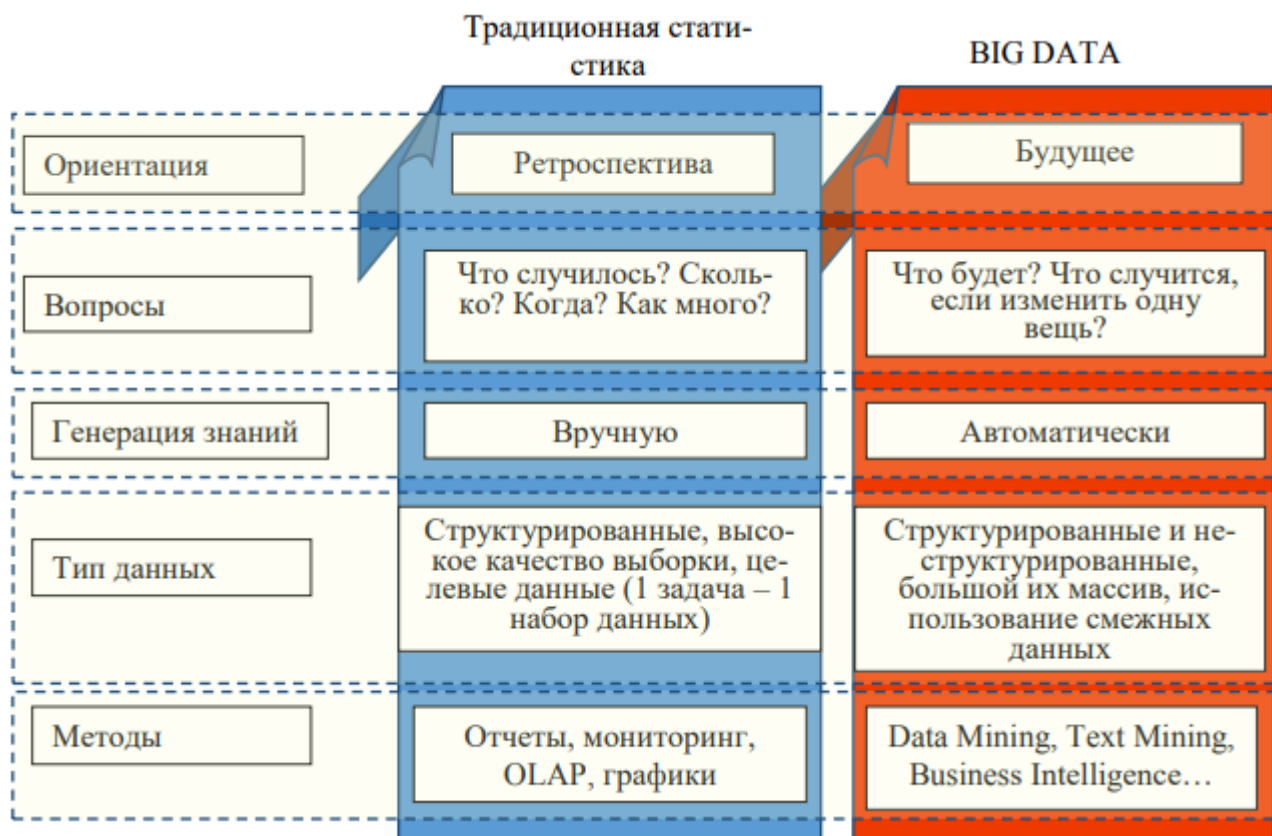 Традиционная стати-
стика
BIG DATA
Ориентация
Ретроспектива
Будущее
Вопросы
Что случилось? Сколь-
ко? Когда? Как много?
Что будет? Что случится,
если изменить одну
вещь?
Генерация знаний
Вручную
Автоматически
Тип данных
Структурированные, высо-
кое качество выборки, це-
левые данные (1 задача – 1
набор данных)
Структурированные и не-
структурированные,
большой их массив, ис-
пользование смежных
данных
Методы
Отчеты, мониторинг,
OLAP, графики
Data Mining, Text Mining,
Business Intelligence…